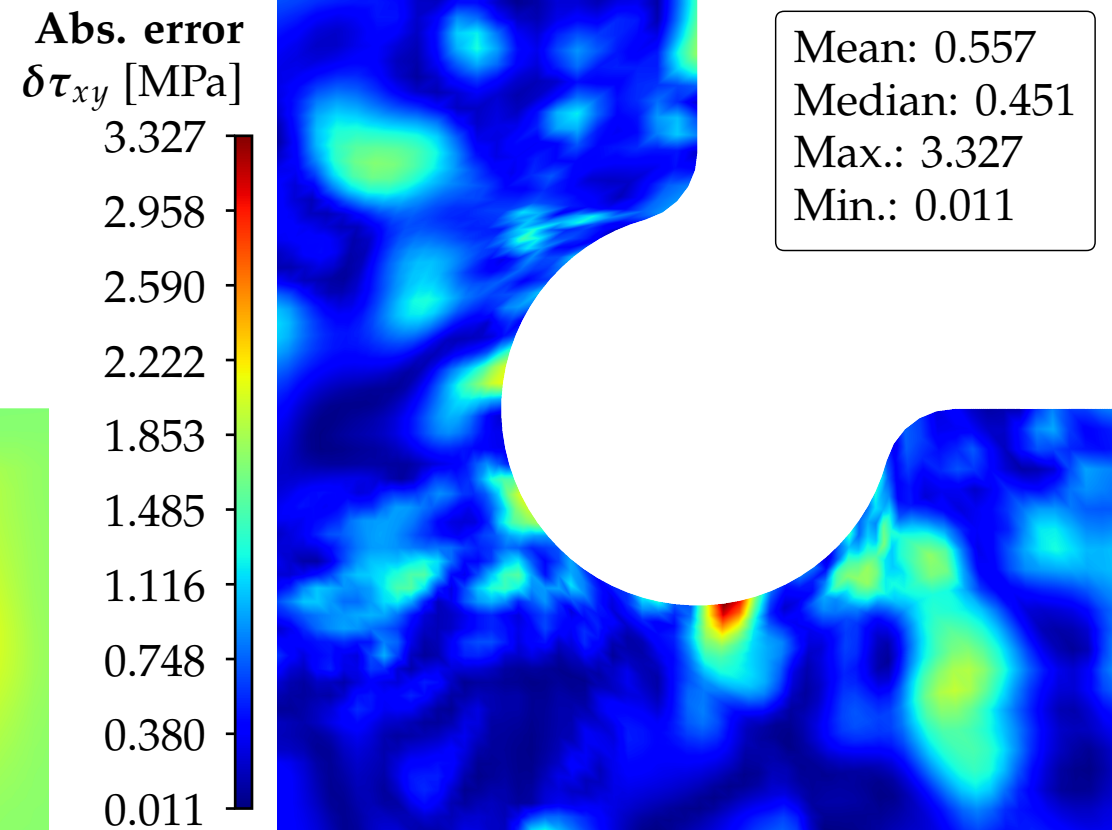 Abs. error
δτxy [MPa]
3.327
2.958
2.590
2.222
1.853
1.485
1.116
0.748
0.380
0.011
Mean: 0.557
Median: 0.451
Max.: 3.327
Min.: 0.011